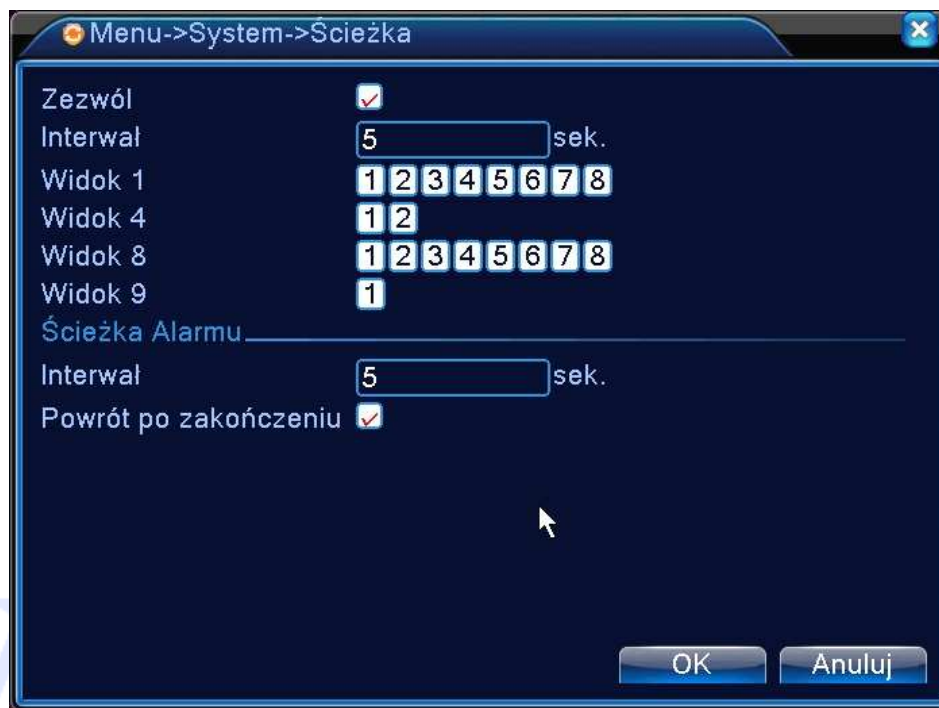 Menu->System->Ścieżka
Zezwól
Interwał 5 sek.
Widok 1 1 2 3 4 5 6 7 8
Widok 4 1 2
Widok 8 1 2 3 4 5 6 7 8
Widok 9 1
Ścieżka Alarmu
Interwał 5 sek.
Powrót po zakończeniu
OK Anuluj